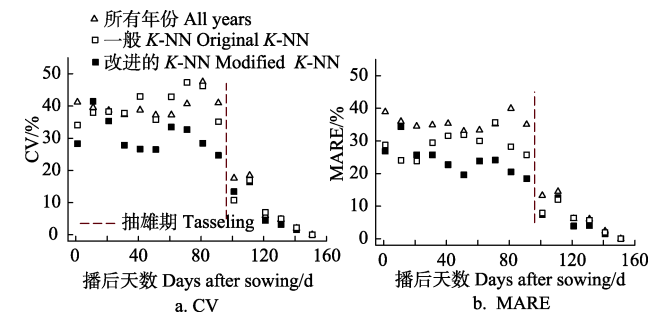 △ 所有年份 All years
□ 一般 K-NN Original K-NN
■ 改进的 K-NN Modified K-NN
CV/%
50
40
30
20
10
0
抽雄期 Tasseling
0 40 80 120 160
播后天数 Days after sowing/d
a. CV
MARE/%
50
40
30
20
10
0
0 40 80 120 160
播后天数 Days after sowing/d
b. MARE